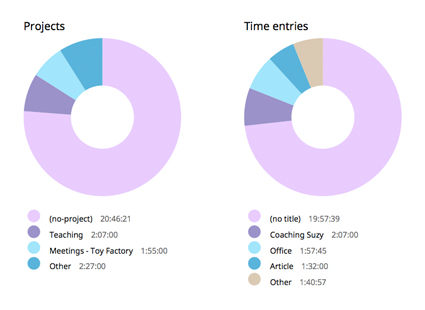 Projects
(no-project) 20:46:21
Teaching 2:07:00
Meetings - Toy Factory 1:55:00
Other 2:27:00
Time entries
(no title) 19:57:39
Coaching Suzy 2:07:00
Office 1:57:45
Article 1:32:00
Other 1:40:57